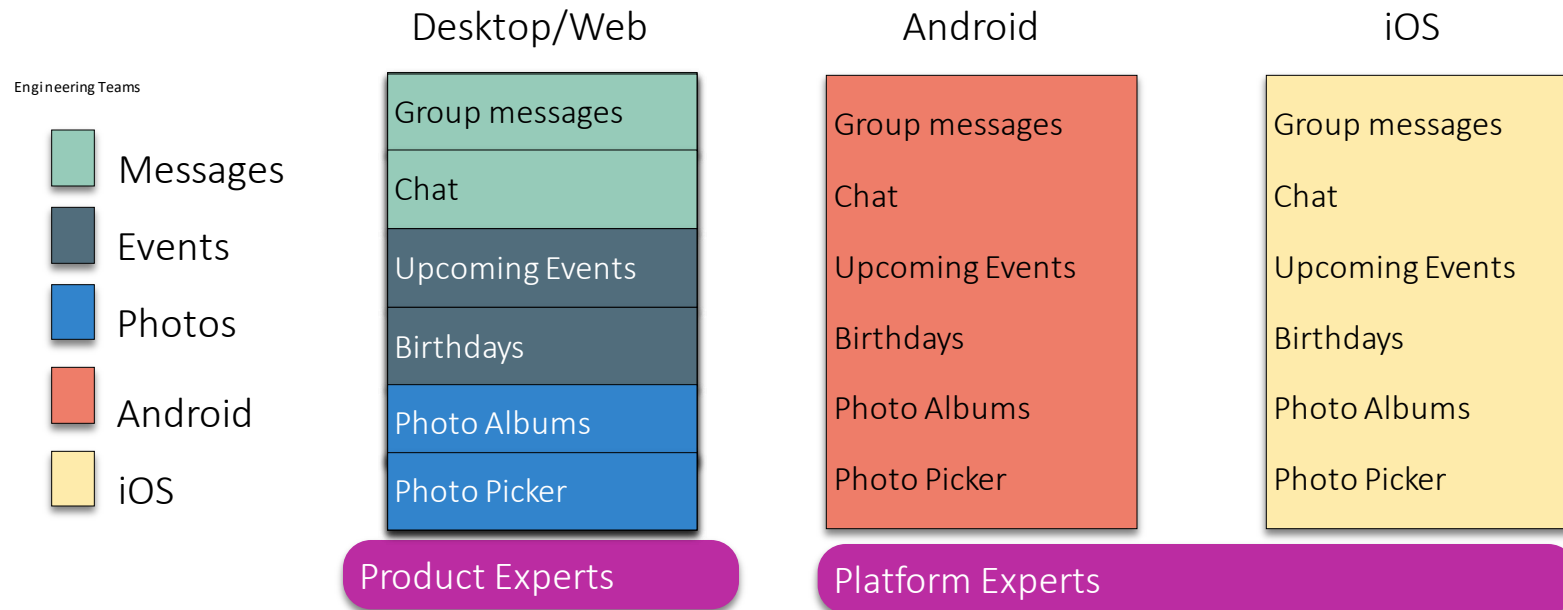 Desktop/Web
Android
iOS
Engineering Teams
Messages
Events
Photos
Android
iOS
Group messages
Chat
Upcoming Events
Birthdays
Photo Albums
Photo Picker
Product Experts
Group messages
Chat
Upcoming Events
Birthdays
Photo Albums
Photo Picker
Group messages
Chat
Upcoming Events
Birthdays
Photo Albums
Photo Picker
Platform Experts